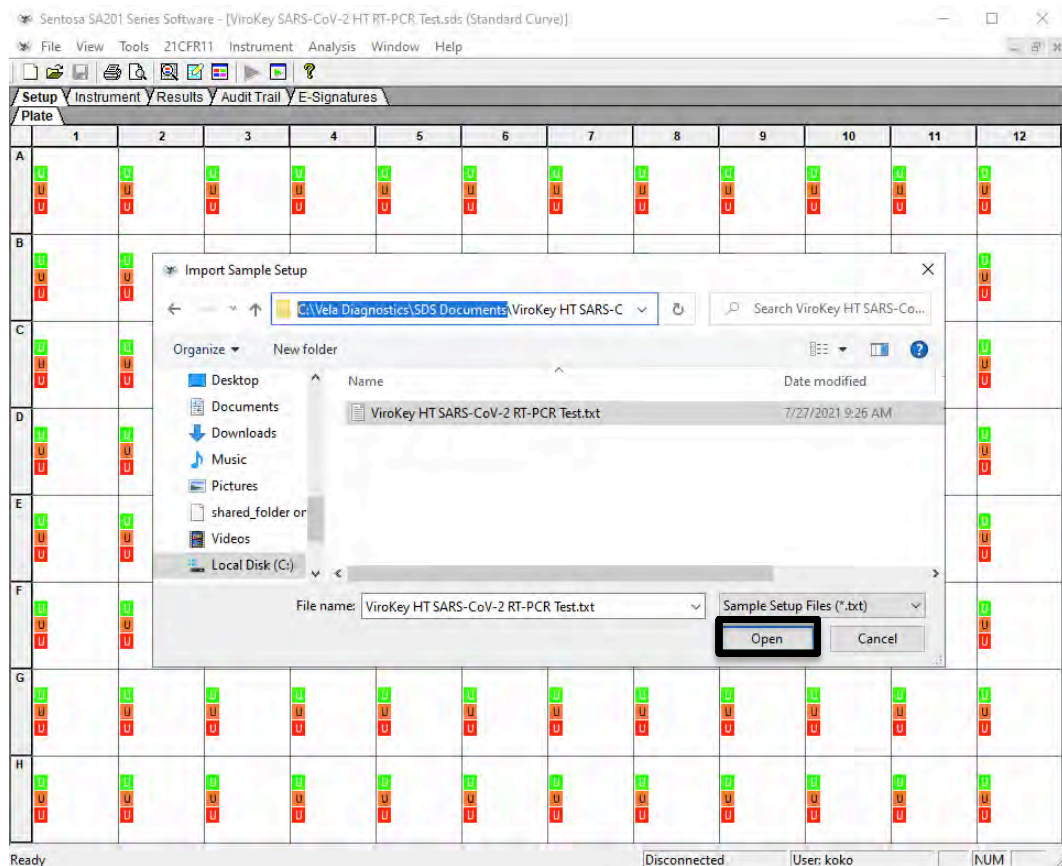 Sentosa SA201 Series Software - [ViroKey SARS-CoV-2 HT RT-PCR Test.sds (Standard Curve)]
File View Tools 21CFR11 Instrument Analysis Window Help
Setup Instrument Results Audit Trail E-Signatures
Plate
1 2 3 4 5 6 7 8 9 10 11 12
A
U U U U U U U U U U U U
U U U U U U U U U U U U
U U U U U U U U U U U U
B
U U U
U U U
U U U
Import Sample Setup
C:\Vela Diagnostics\SDS Documents\ViroKey HT SARS-C
Search ViroKey HT SARS-Co...
C
U U U
U U U
U U U
Organize New folder
Name Date modified
Desktop
Documents
Downloads
Music
Pictures
shared_folder or
Videos
Local Disk (C:)
ViroKey HT SARS-CoV-2 RT-PCR Test.txt 7/27/2021 9:26 AM
D
U U U
U U U
U U U
E
U U U
U U U
U U U
F
U U U
U U U
U U U
File name: ViroKey HT SARS-CoV-2 RT-PCR Test.txt Sample Setup Files (*.txt)
Open Cancel
G
U U U U U U U U U U U U
U U U U U U U U U U U U
U U U U U U U U U U U U
H
U U U U U U U U U U U U
U U U U U U U U U U U U
U U U U U U U U U U U U
Ready Disconnected User: koko NUM